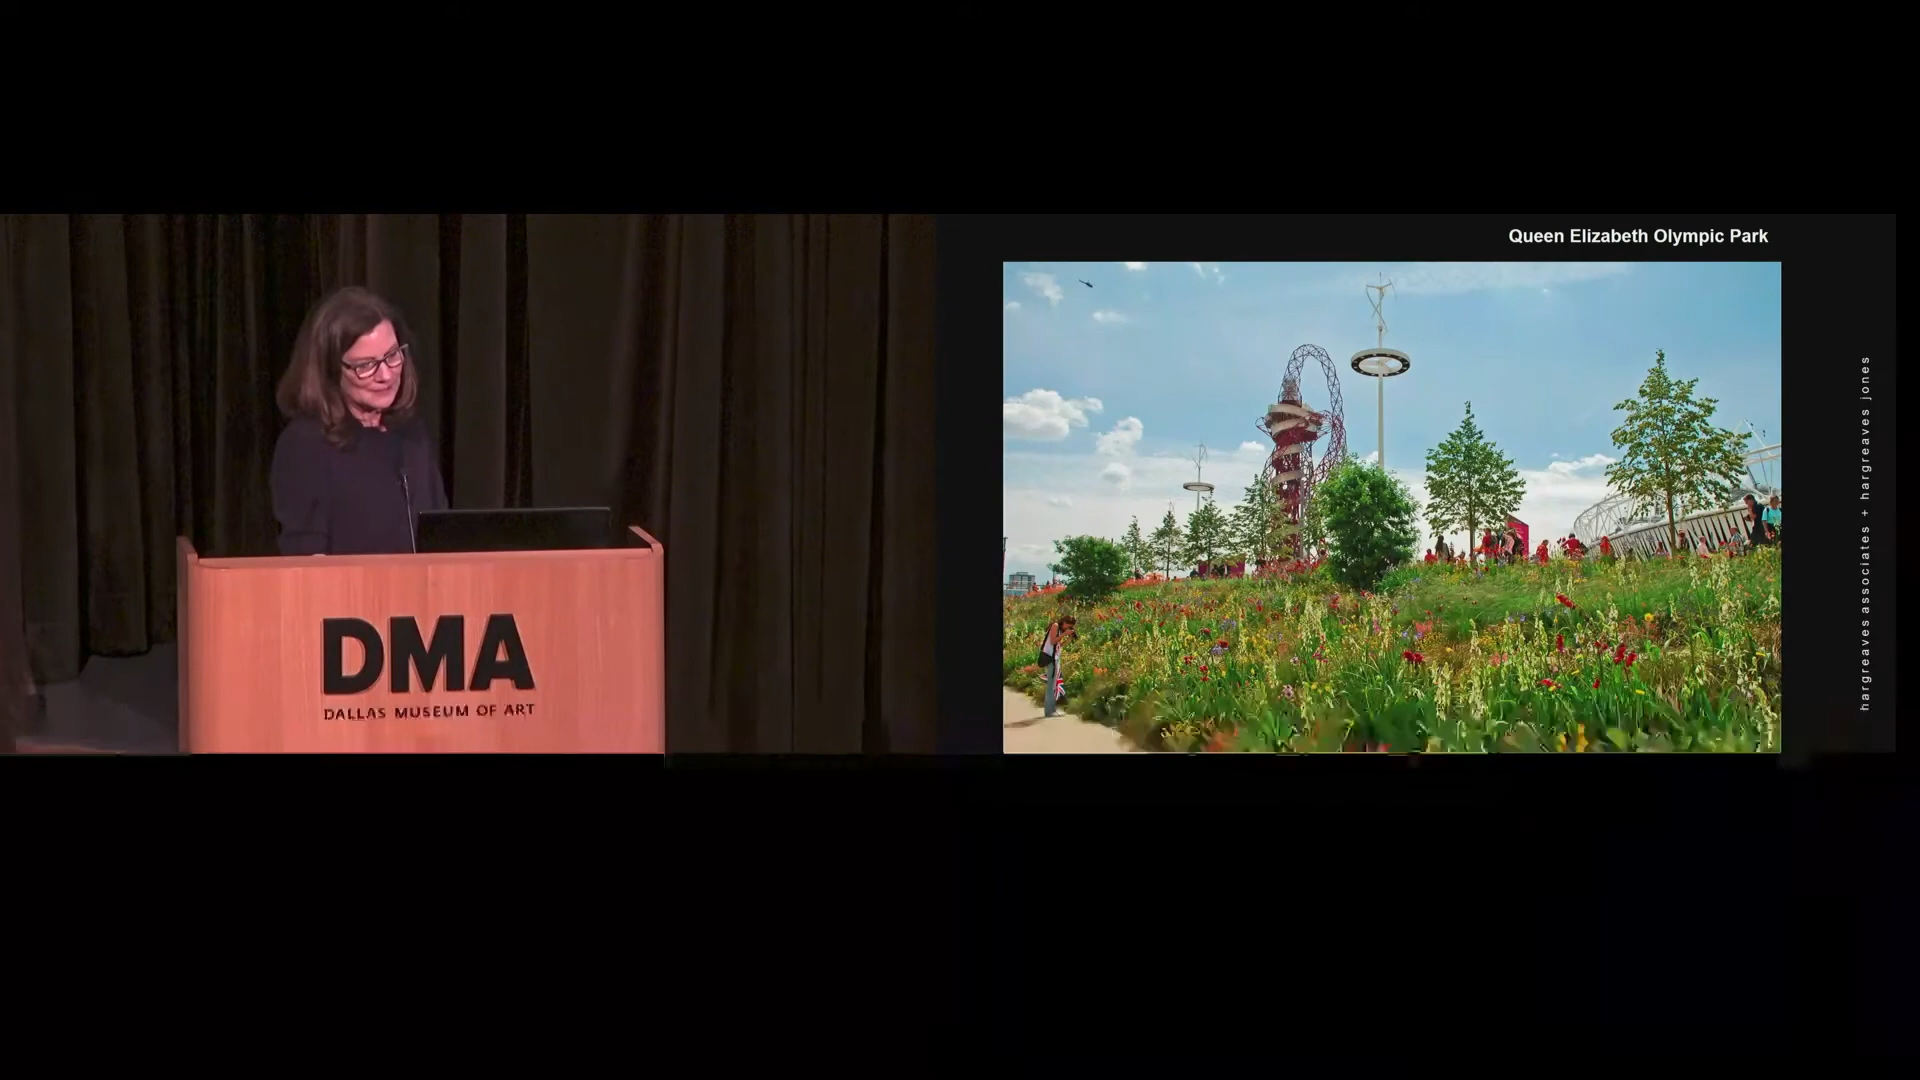 DMA
DALLAS MUSEUM OF ART
Queen Elizabeth Olympic Park
hargreaves associates + hargreaves jones